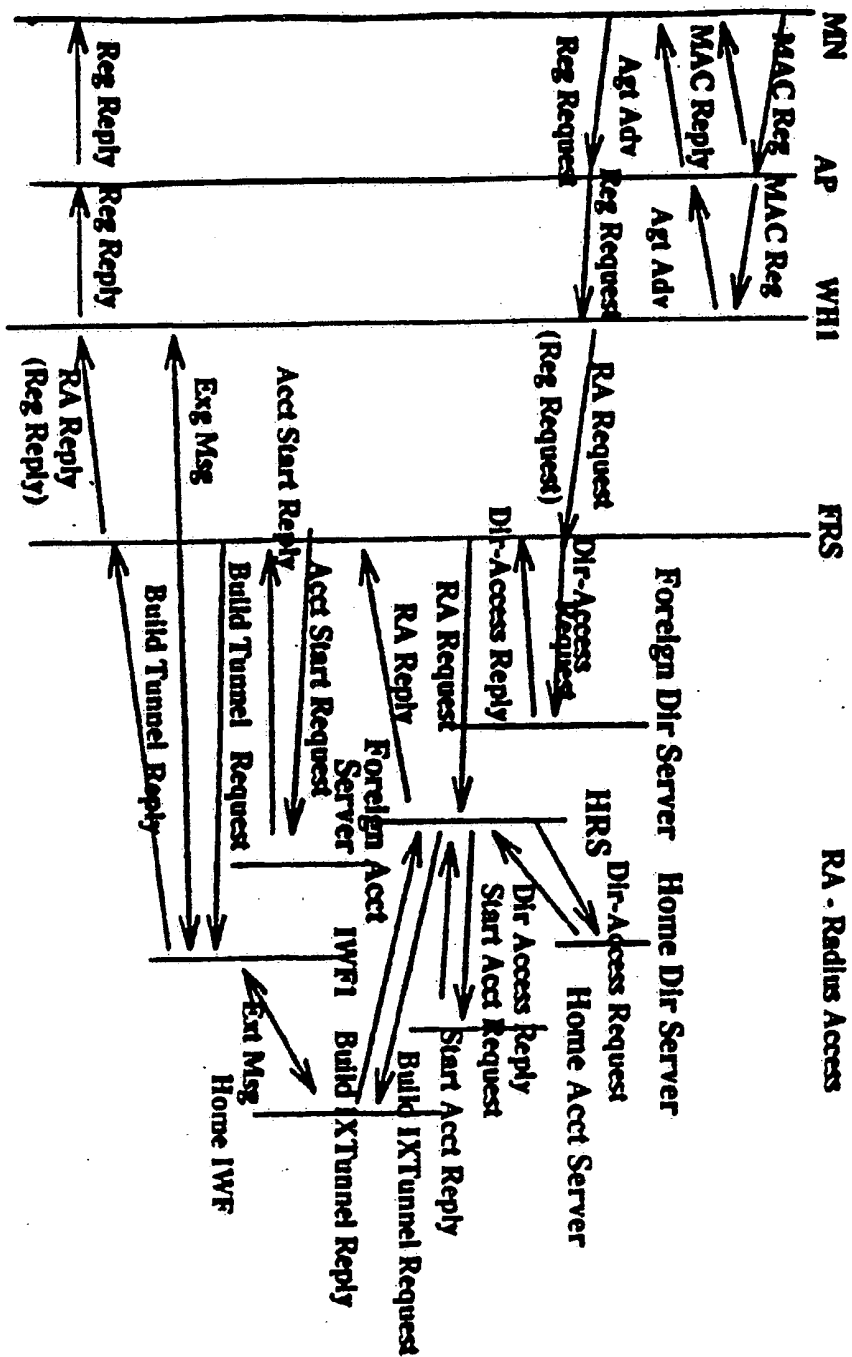 RA - Radius Access
MN
AP
WH1
FRS
Foreign Dir Server
Home Dir Server
MAC Reg
MAC Reg
Dir-Access Request
MAC Reply
Agt Adv
HRS
Home Acct Server
Agt Adv
Reg Request
RA Request
Dir-Access
Request
Reg Request
(Reg Request)
Dir-Access Reply
Dir Access Reply
Start Acct Request
RA Request
Start Acct Reply
RA Reply
Build IXTunnel Request
Foreign Acct
Server
IWF1
Build IXTunnel Reply
Acct Start Request
Acct Start Reply
Build Tunnel Request
Ext Msg
Home IWF
Exg Msg
Build Tunnel Reply
Reg Reply
Reg Reply
RA Reply
(Reg Reply)